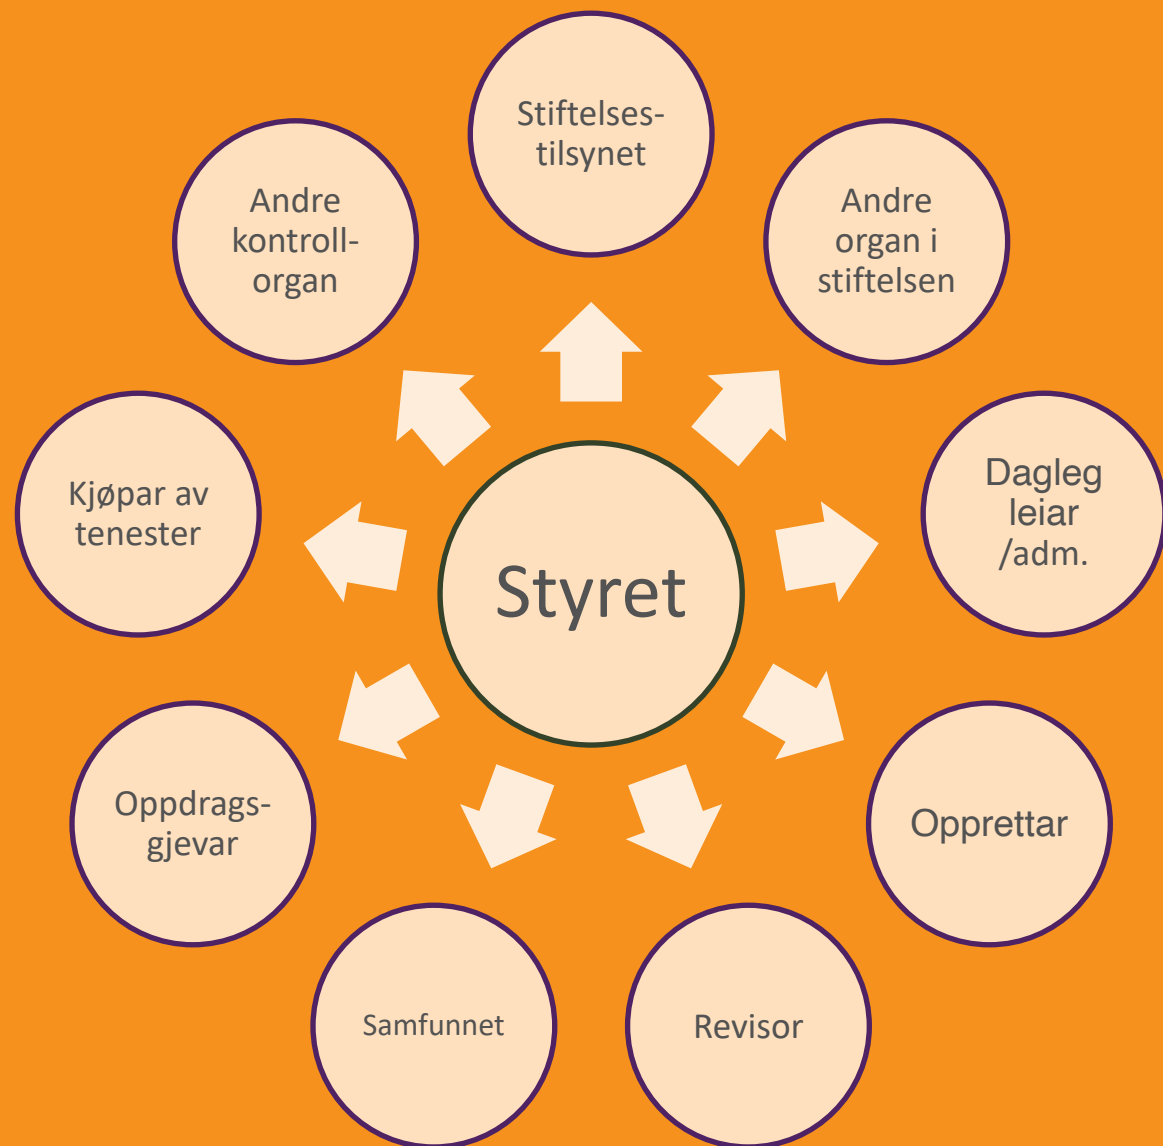 Stiftelses-
tilsynet
Andre
organ i
stiftelsen
Dagleg
leiar
/adm.
Opprettar
Revisor
Samfunnet
Oppdrags-
gjevar
Kjøpar av
tenester
Andre
kontroll-
organ
Styret